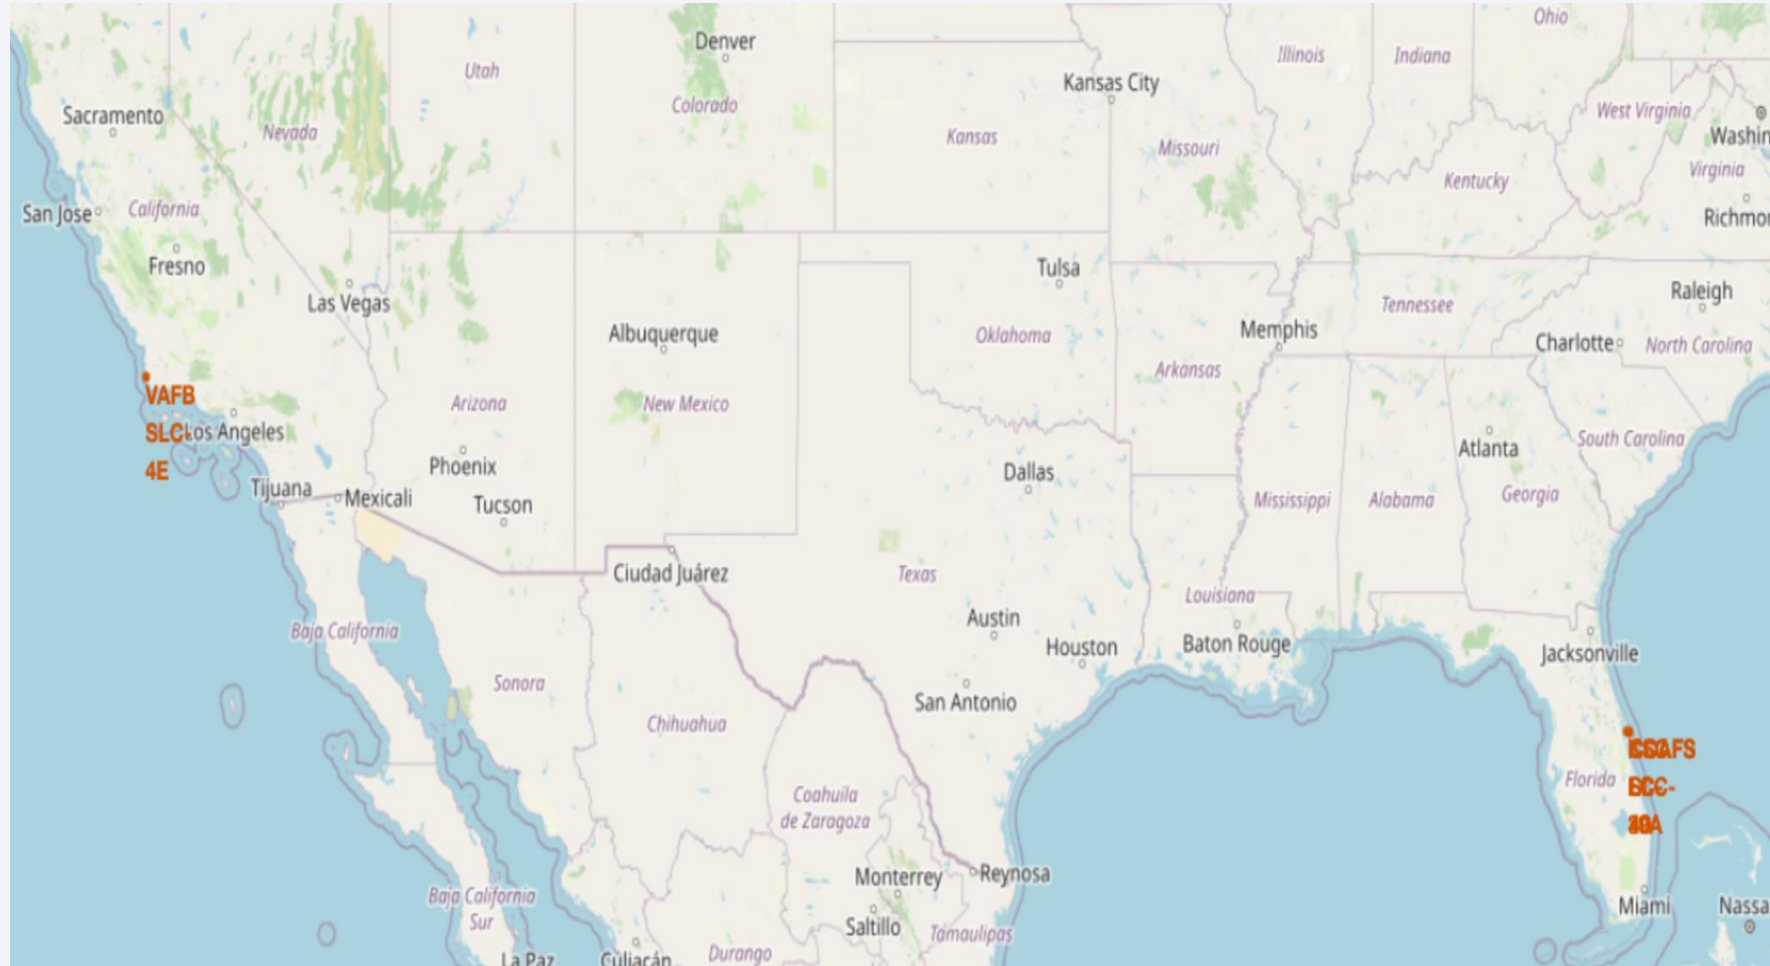 Ohio
Denver
Illinois
Indiana
Utah
Kansas City
Colorado
Sacramento
West Virginia
Nevada
Kansas
Missouri
Washin
Virginia
Kentucky
California
San Jose
Richmo
Fresno
Tulsa
Las Vegas
Raleigh
Tennessee
Albuquerque
Oklahoma
Memphis
Charlotte
North Carolina
Arkansas
VAFB
Arizona
New Mexico
SLC-
Los Angeles
South Carolina
Atlanta
4E
Phoenix
Dallas
Tijuana
Mexicali
Tucson
Mississippi
Alabama
Georgia
Ciudad Juárez
Texas
Louisiana
Austin
Baja California
Houston
Baton Rouge
Jacksonville
Sonora
San Antonio
Chihuahua
Florida
Coahuila
de Zaragoza
Monterrey
Reynosa
Baja California
Sur
Miami
Nassa
Saltillo
Tamaulipas
Durango
La Paz
Culiacán